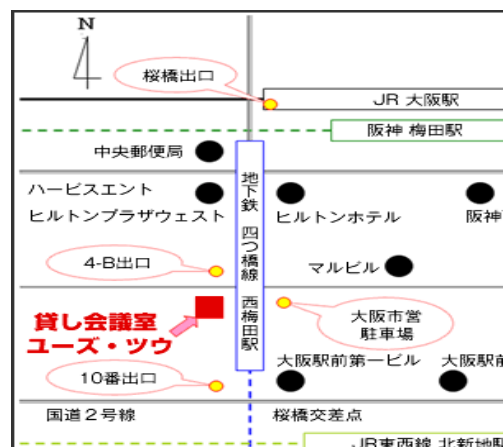 N
桜橋出口
JR 大阪駅
阪神 梅田駅
中央郵便局
ハービスエント
ヒルトンプラザウェスト
地下鉄 四つ橋線 西梅田駅
ヒルトンホテル
阪神
4-B出口
マルビル
貸し会議室
ユーズ・ツウ
大阪市営
駐車場
大阪駅前第一ビル
大阪駅前
10番出口
国道2号線
桜橋交差点
JR東西線 北新地駅